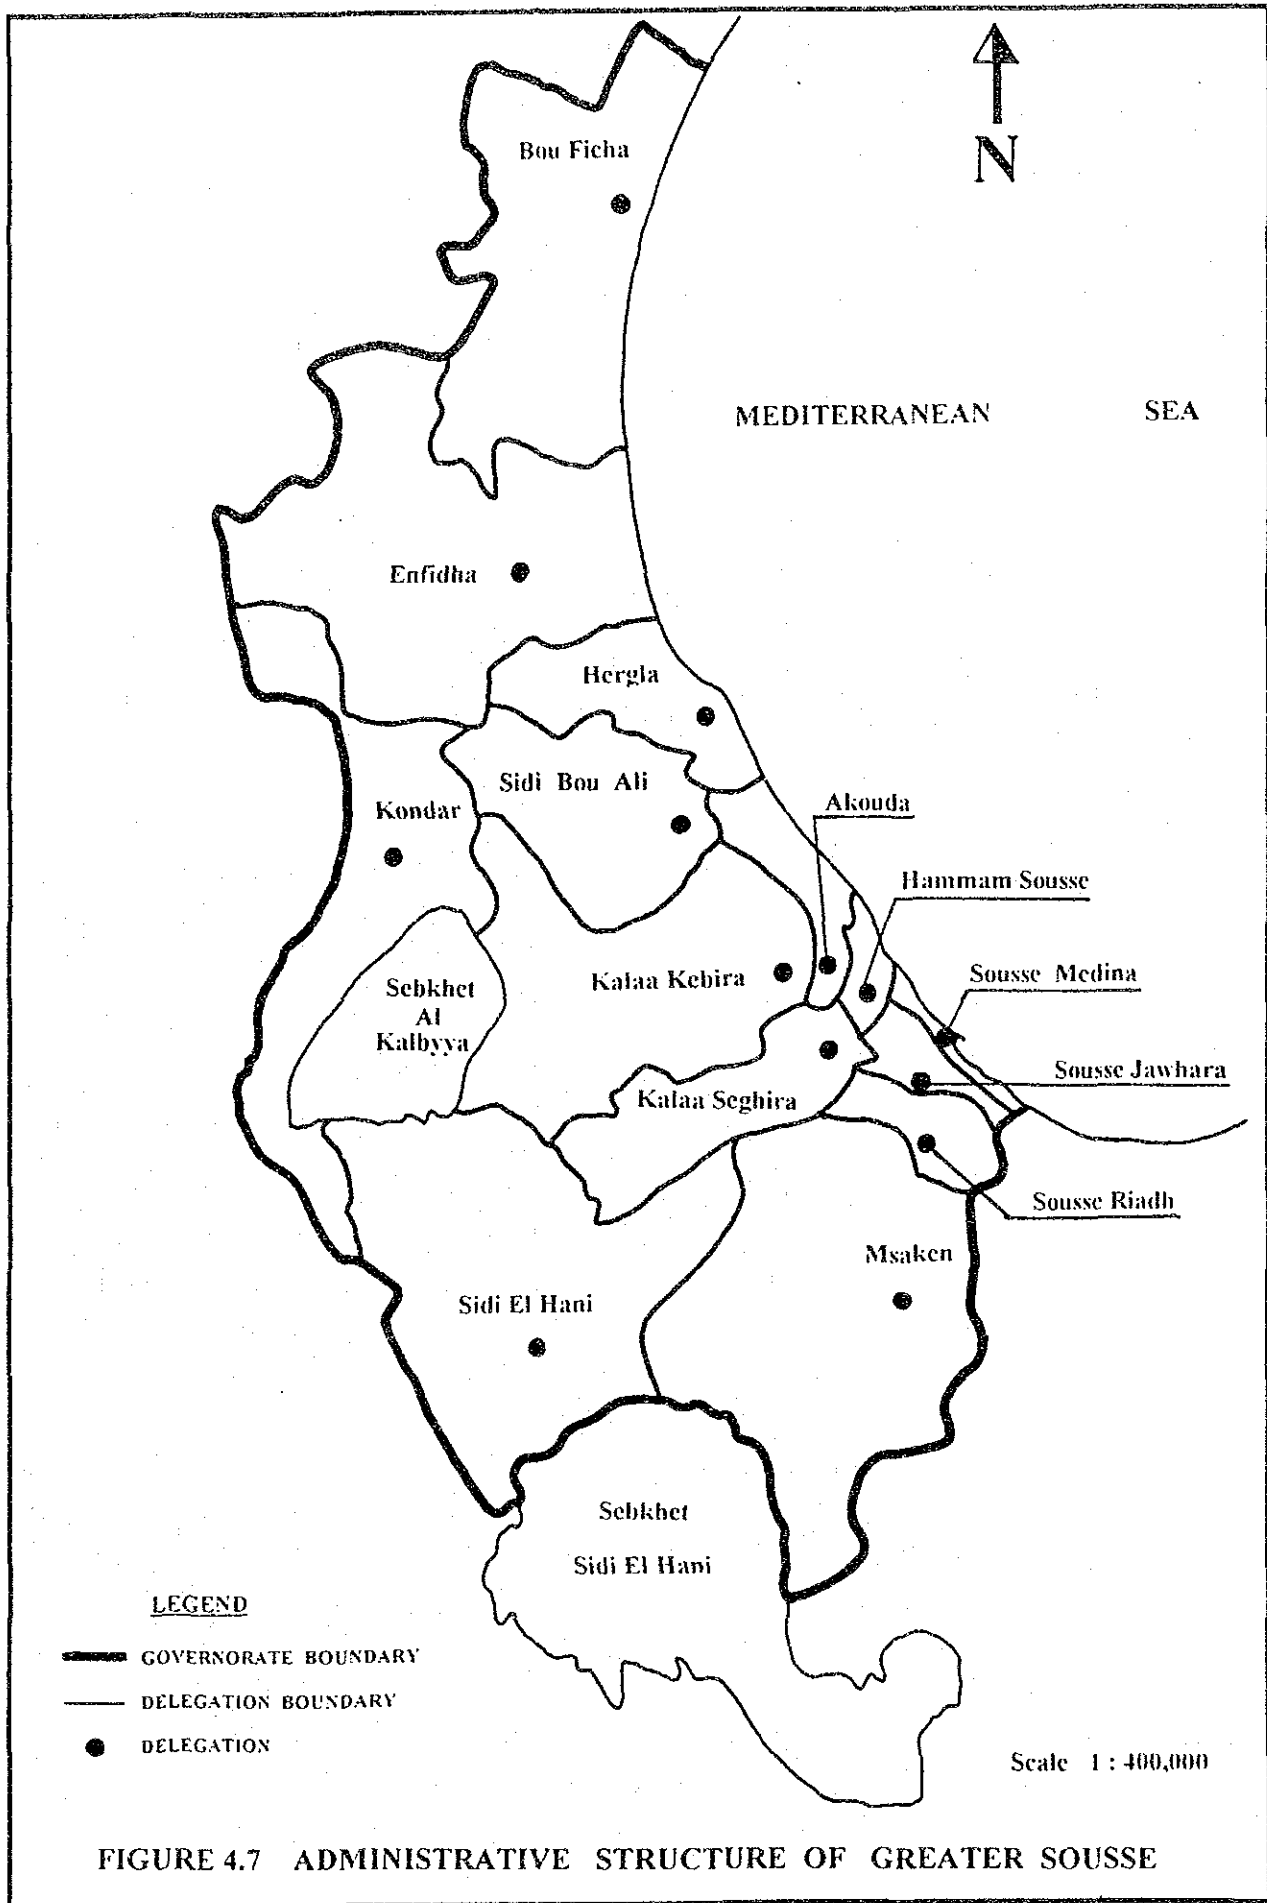 N
Bou Ficha
MEDITERRANEAN SEA
Enfidha
Hergla
Sidi Bou Ali
Kondar
Akouda
Hammam Sousse
Sebkhet
Al
Kalbyya
Kalaa Kebira
Sousse Medina
Kalaa Seghira
Sousse Jawhara
Sousse Riadh
Msaken
Sidi El Hani
Sebkhet
Sidi El Hani
LEGEND
GOVERNORATE BOUNDARY
DELEGATION BOUNDARY
DELEGATION
Scale 1 : 400,000
FIGURE 4.7 ADMINISTRATIVE STRUCTURE OF GREATER SOUSSE